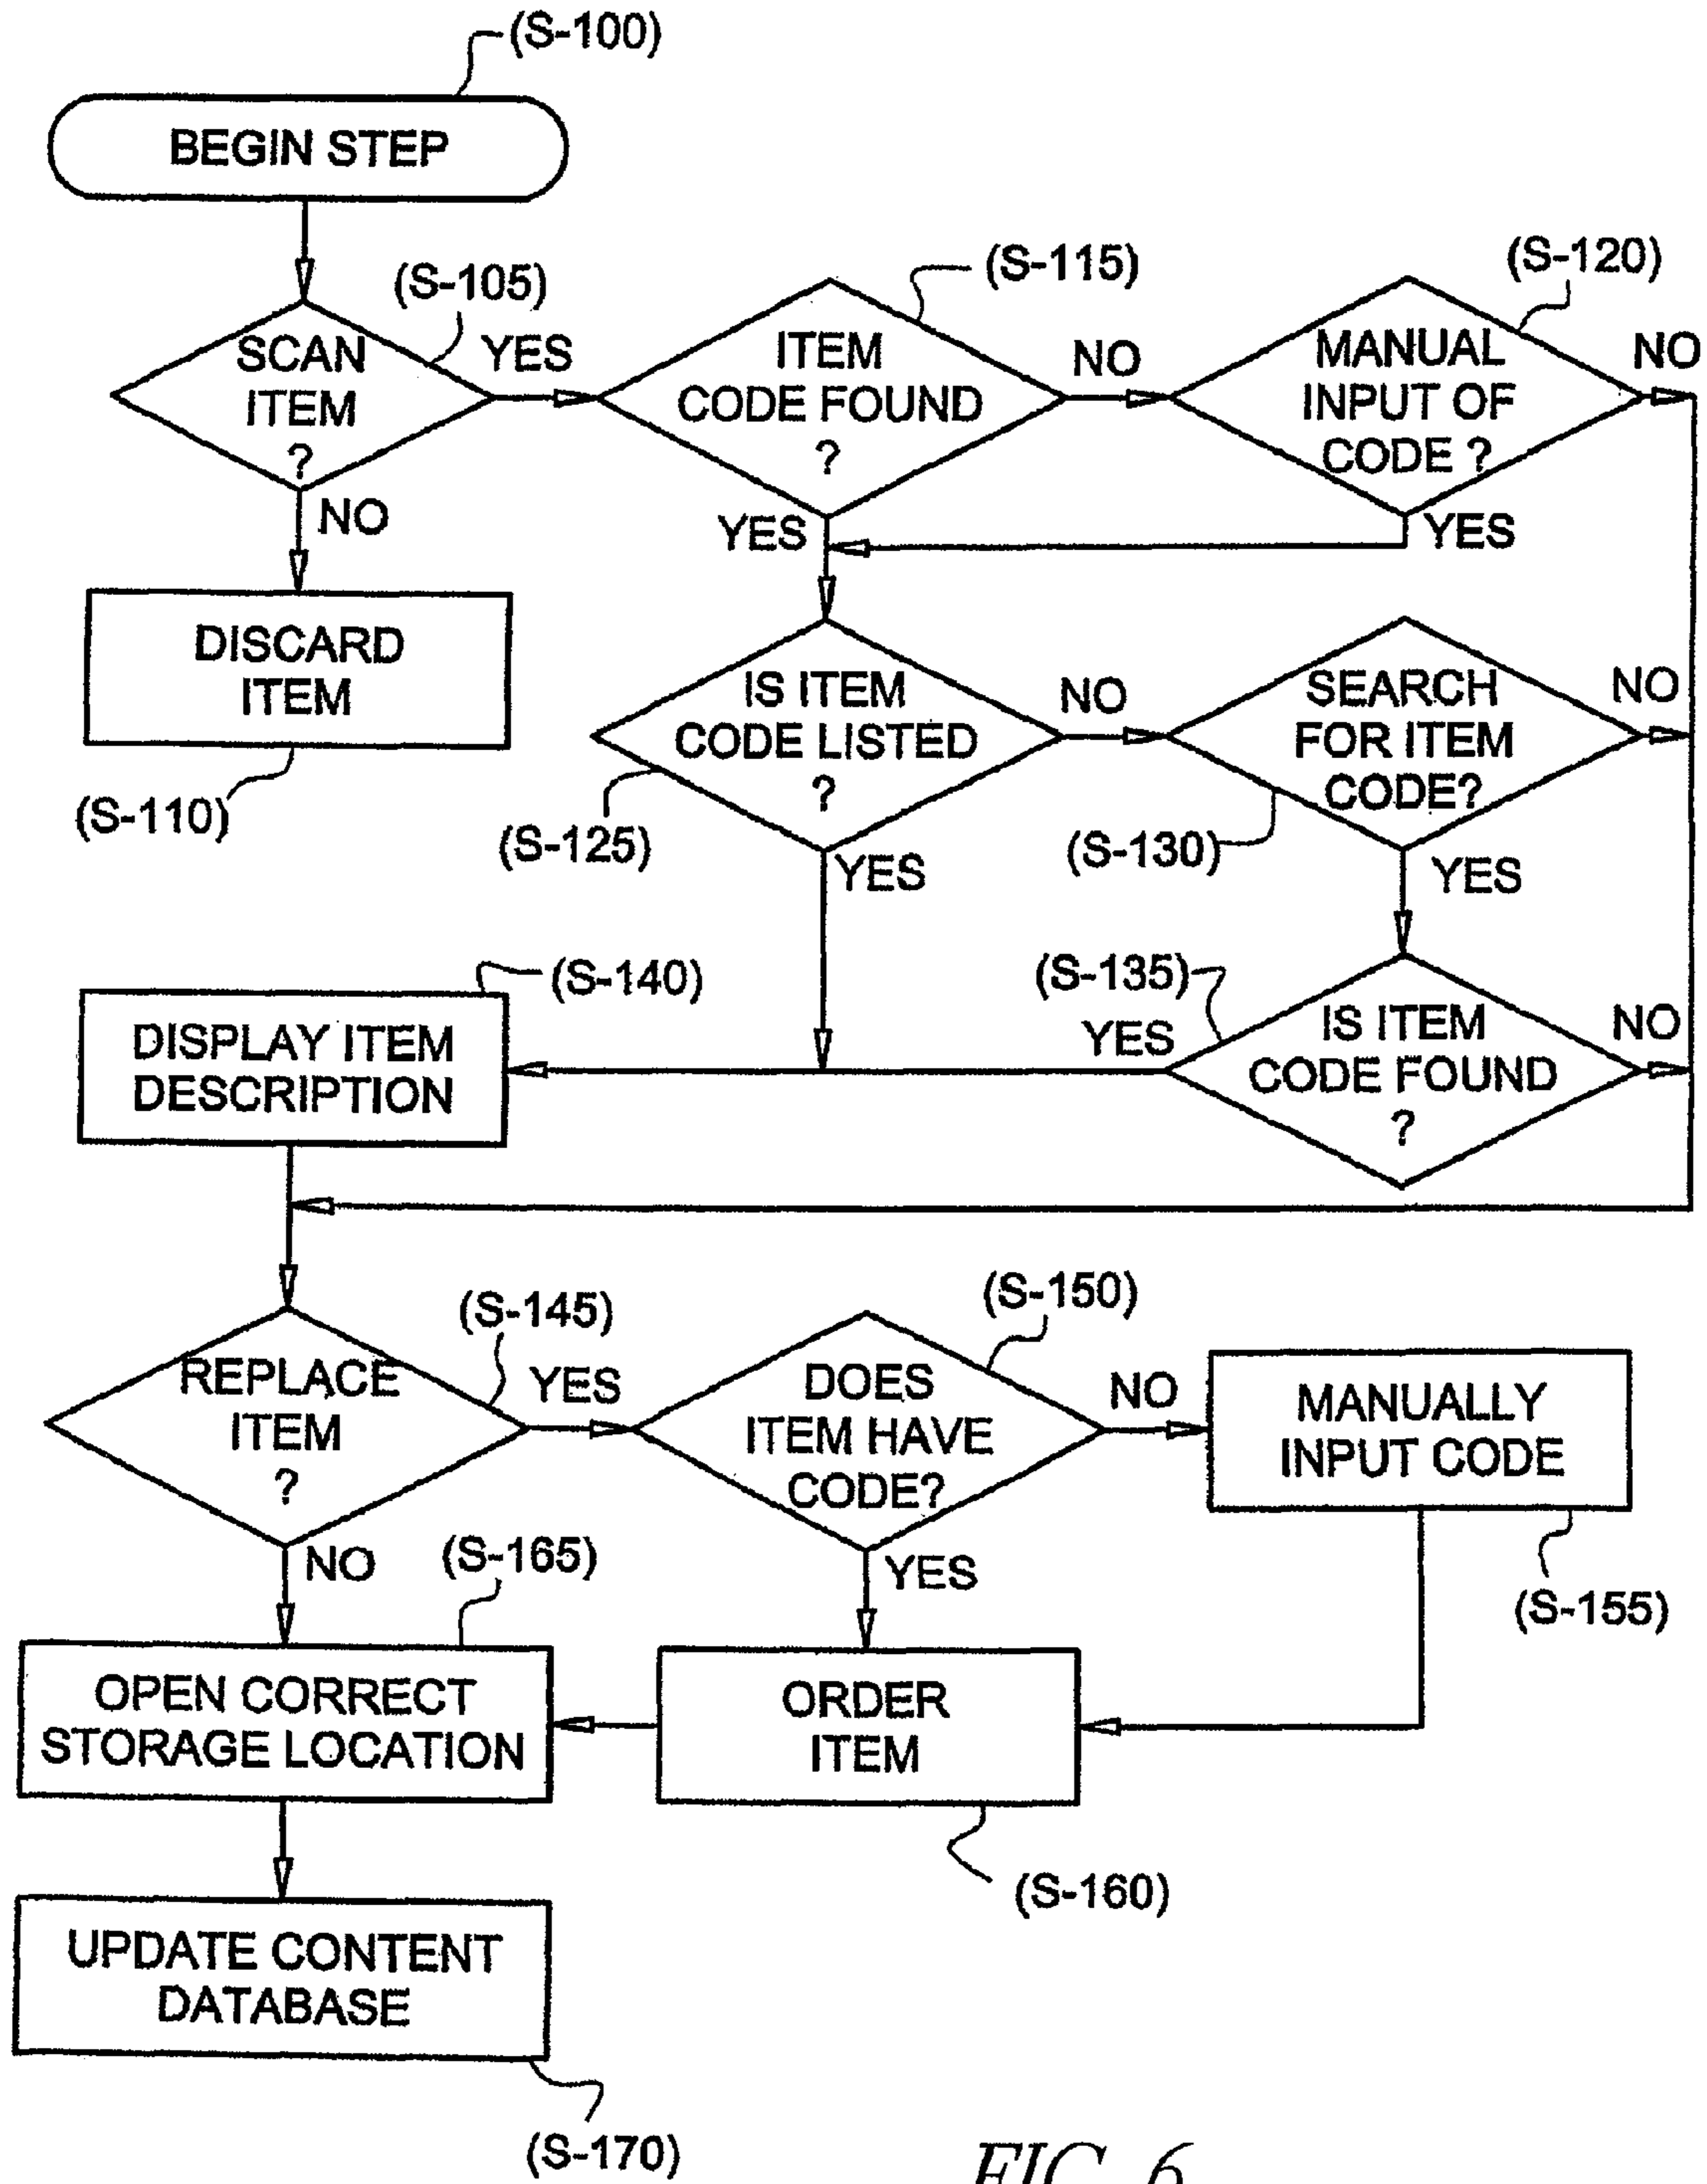 (S-100)
BEGIN STEP
(S-105)
SCAN
ITEM
?
YES
NO
(S-115)
ITEM
CODE FOUND
?
NO
YES
(S-120)
MANUAL
INPUT OF
CODE ?
NO
YES
DISCARD
ITEM
(S-110)
IS ITEM
CODE LISTED
?
NO
(S-125)
YES
SEARCH
FOR ITEM
CODE?
NO
(S-130)
YES
(S-135)
YES
IS ITEM
CODE FOUND
?
NO
(S-140)
DISPLAY ITEM
DESCRIPTION
(S-145)
REPLACE
ITEM
?
YES
NO
(S-150)
DOES
ITEM HAVE
CODE?
NO
YES
MANUALLY
INPUT CODE
(S-155)
(S-165)
OPEN CORRECT
STORAGE LOCATION
ORDER
ITEM
(S-160)
UPDATE CONTENT
DATABASE
(S-170)
FIG. 6